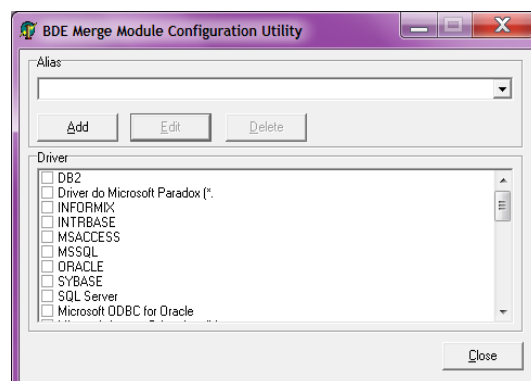 BDE Merge Module Configuration Utility
Alias
Add
Edit
Delete
Driver
DB2
Driver do Microsoft Paradox (*.
INFORMIX
INTRBASE
MSACCESS
MSSQL
ORACLE
SYBASE
SQL Server
Microsoft ODBC for Oracle
Close